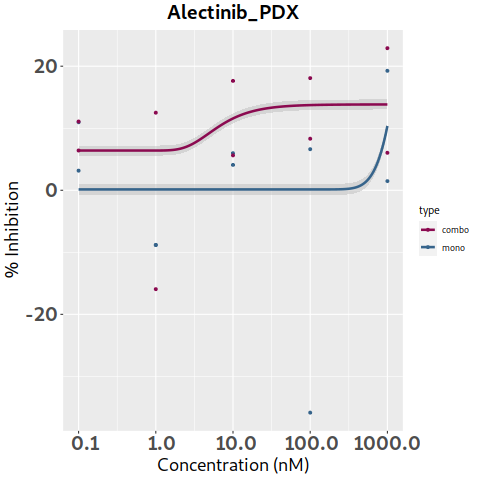 Alectinib_PDX
% Inhibition
20
0
-20
0.1 1.0 10.0 100.0 1000.0
Concentration (nM)
type
combo
mono